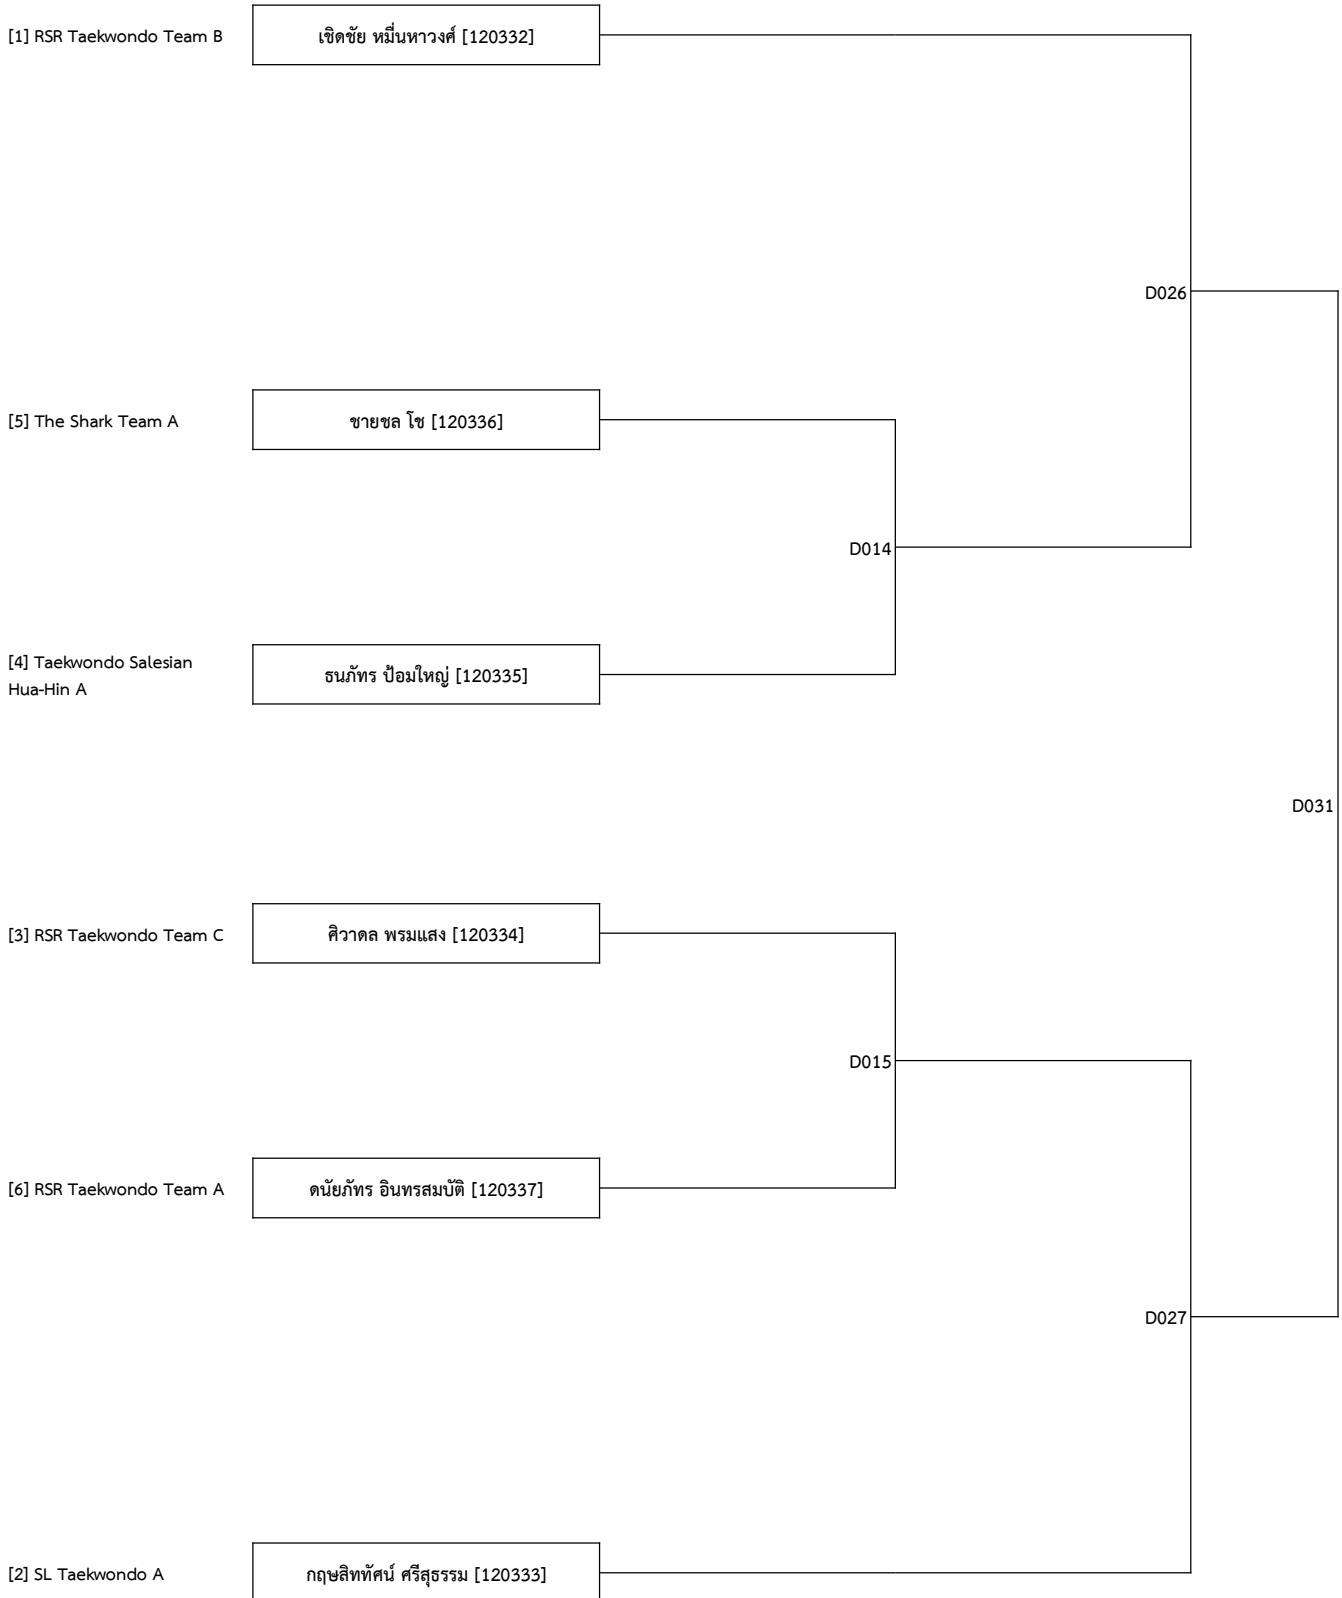 [1] RSR Taekwondo Team B
เชิดชัย หมื่นหาวงศ์ [120332]
D026
[5] The Shark Team A
ชายชล โช [120336]
D014
[4] Taekwondo Salesian
Hua-Hin A
ธนภัทร ป้อมใหญ่ [120335]
D031
[3] RSR Taekwondo Team C
ศิวาดล พรมแสง [120334]
D015
[6] RSR Taekwondo Team A
ดนัยภัทร อินทรสมบัติ [120337]
D027
[2] SL Taekwondo A
กฤษสิททัศน์ ศรีสุธรรม [120333]